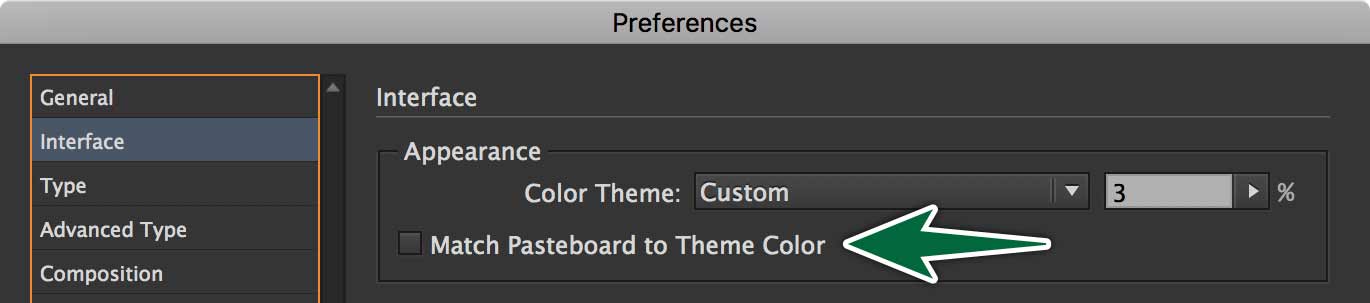 Preferences
General
Interface
Type
Advanced Type
Composition
Interface
Appearance
Color Theme: Custom 3 %
Match Pasteboard to Theme Color